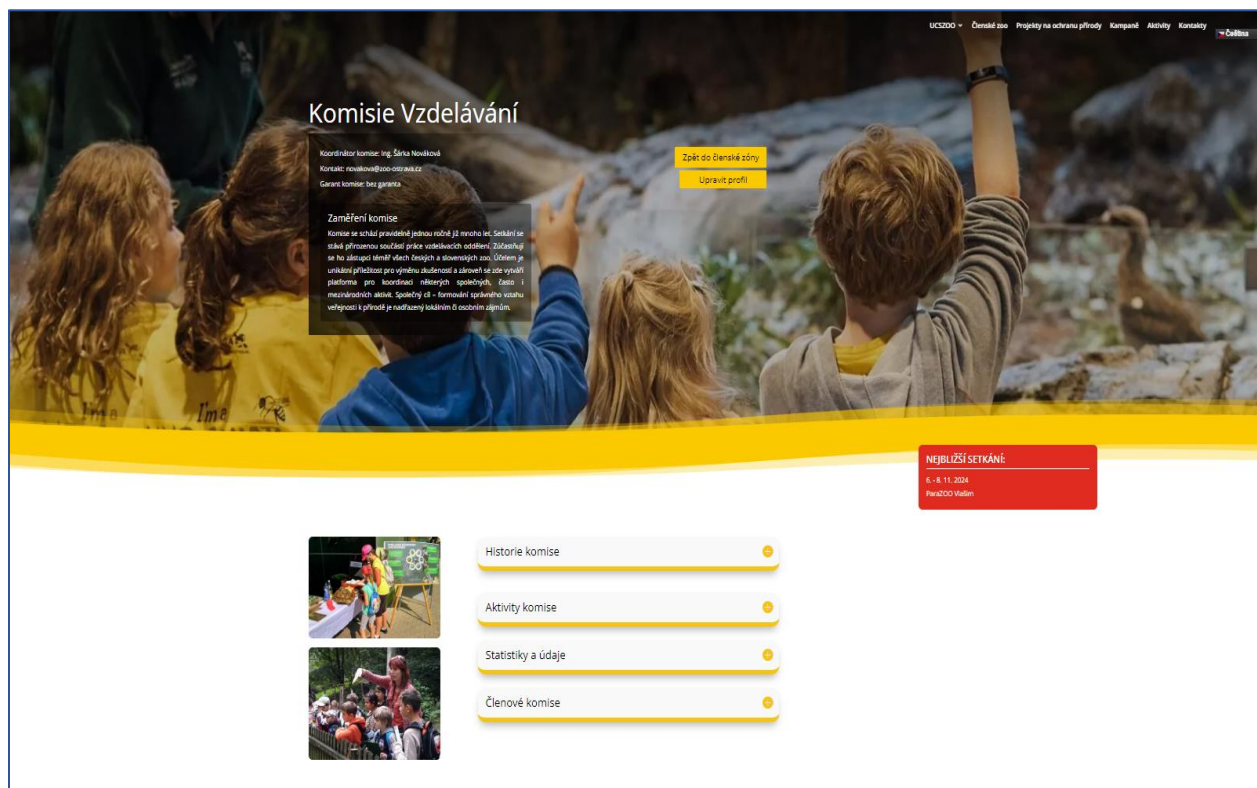 UCSZOO Členské zoo Projekty na ochranu přírody Kampaně Aktivity Kontakty Čeština
Komisie Vzdelávání
Koordinátor komise: Ing. Šárka Nováková
Kontakt: novakova@zoo-ostrava.cz
Garant komise: bez garanta
Zpět do členské zóny
Upravit profil
Zaměření komise
Komise se schází pravidelně jednou ročně již mnoho let. Setkání se
stává přirozenou součástí práce vzdelávacích oddělení. Zúčastňují
se ho zástupci téměř všech českých a slovenských zoo. Účelem je
unikátní příležitost pro výměnu zkušeností a zároveň se zde vytváří
platforma pro koordinaci některých společných, často i
mezinárodních aktivit. Společný cíl – formování správného vztahu
veřejnosti k přírodě je nadřazený lokálním či osobním zájmům.
I'm a
I'm a
NEJBLIŽŠÍ SETKÁNÍ:
6. - 8. 11. 2024
ParaZOO Vlašim
Historie komise
Aktivity komise
Statistiky a údaje
Členové komise